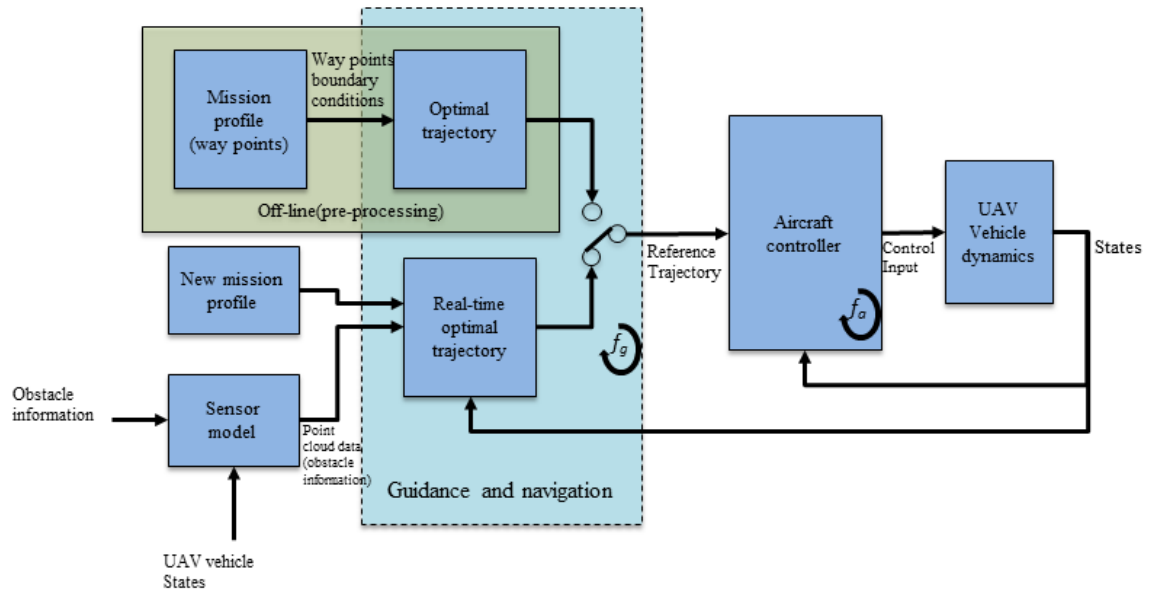 Mission
profile
(way points)
Way points
boundary
conditions
Optimal
trajectory
Off-line(pre-processing)
New mission
profile
Real-time
optimal
trajectory
f_g
Reference
Trajectory
Aircraft
controller
f_a
Control
Input
UAV
Vehicle
dynamics
States
Obstacle
information
Sensor
model
Point
cloud data
(obstacle
information)
Guidance and navigation
UAV vehicle
States